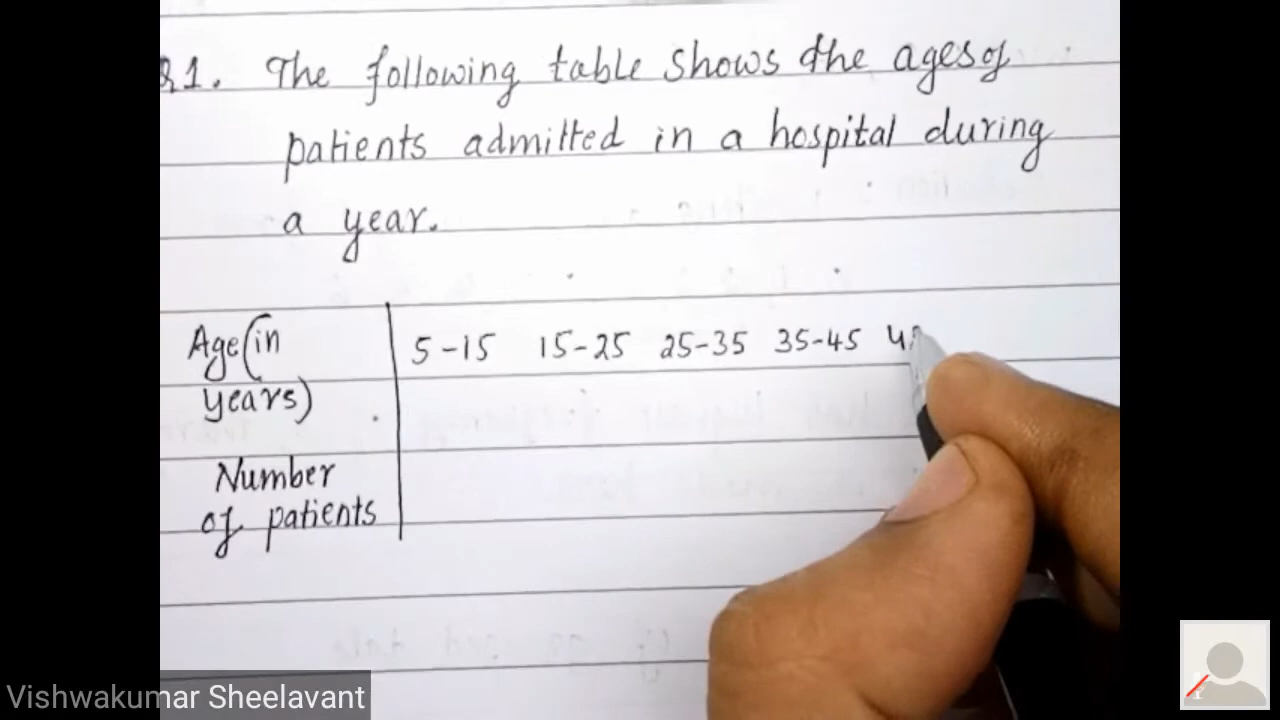 Q1. The following table shows the ages of
patients admitted in a hospital during
a year.
Age (in
years)
5-15 15-25 25-35 35-45
Number
of patients
Vishwakumar Sheelavant